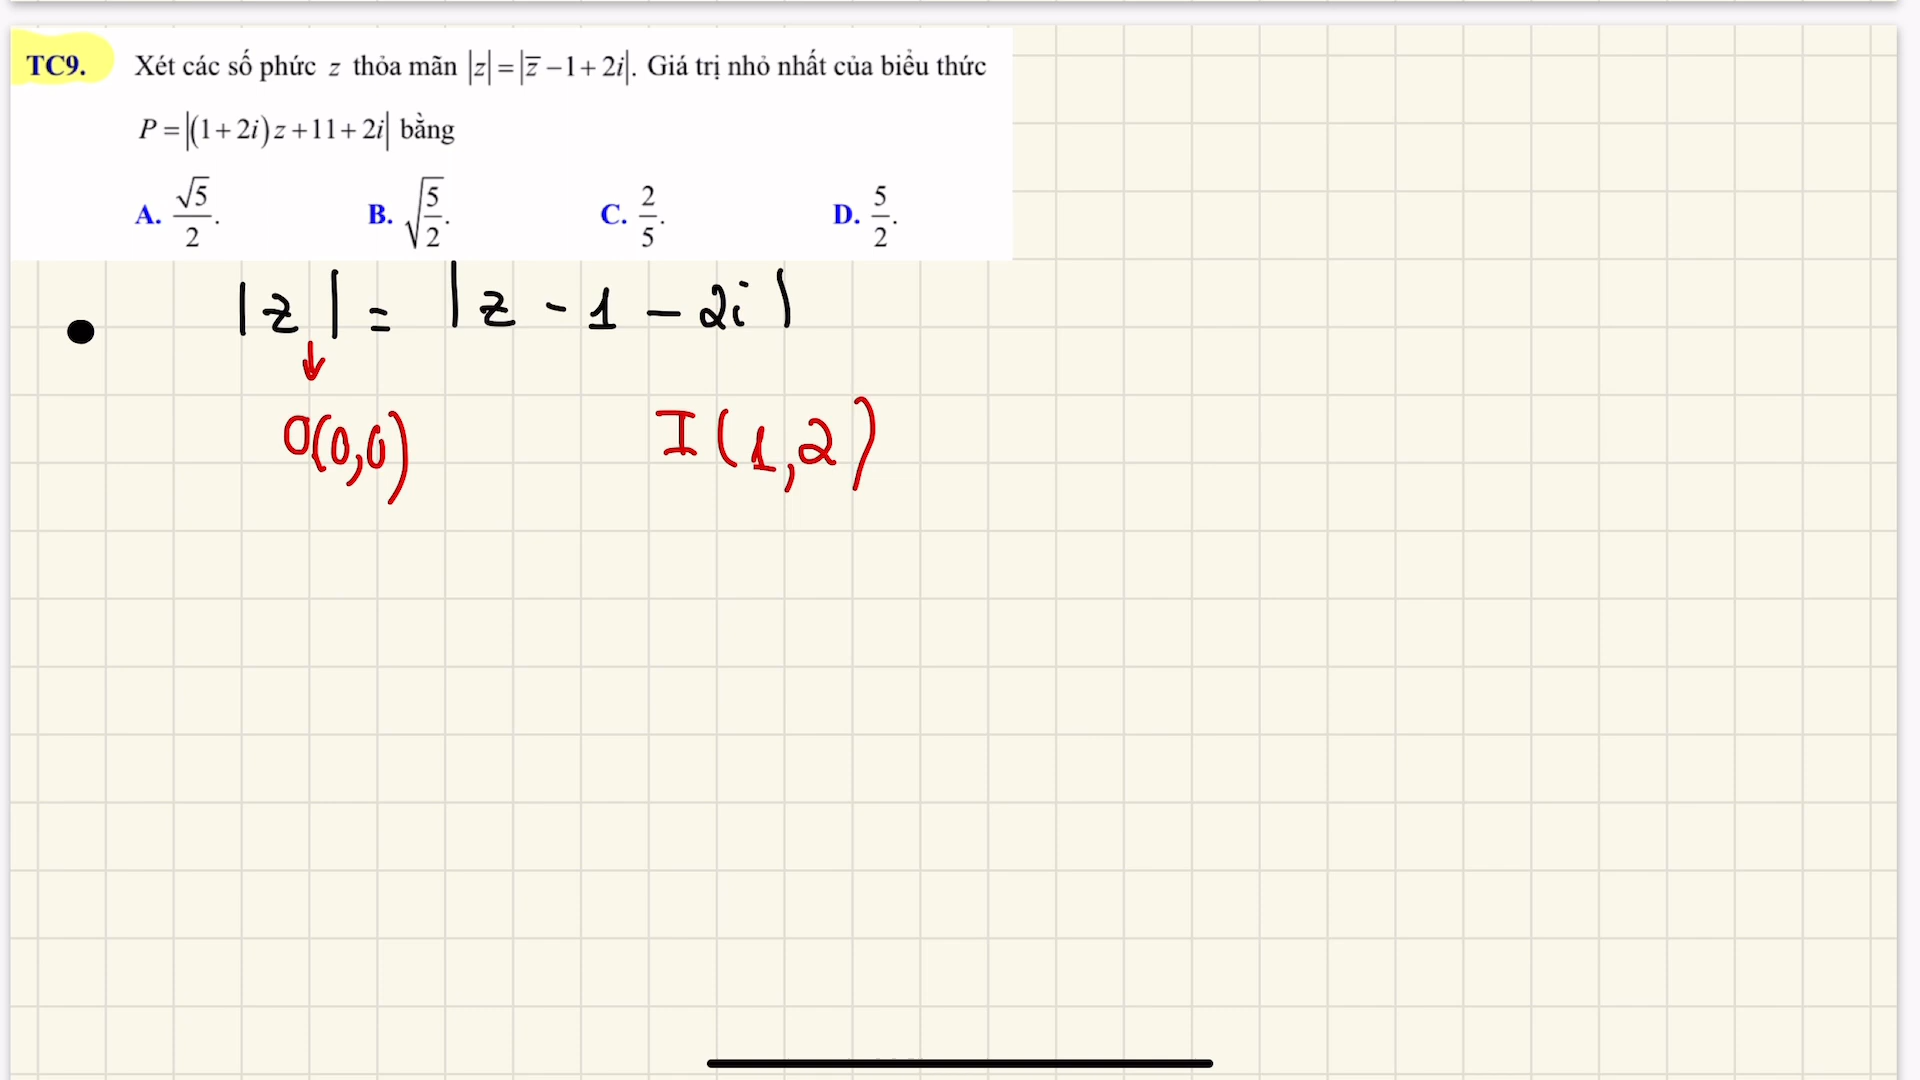 TC9. Xét các số phức z thỏa mãn |z| = |z̅ − 1 + 2i|. Giá trị nhỏ nhất của biểu thức
P = |(1 + 2i)z + 11 + 2i| bằng
A. √5/2. B. √(5/2). C. 2/5. D. 5/2.
|z| = |z - 1 - 2i|
O(0,0) I(1,2)